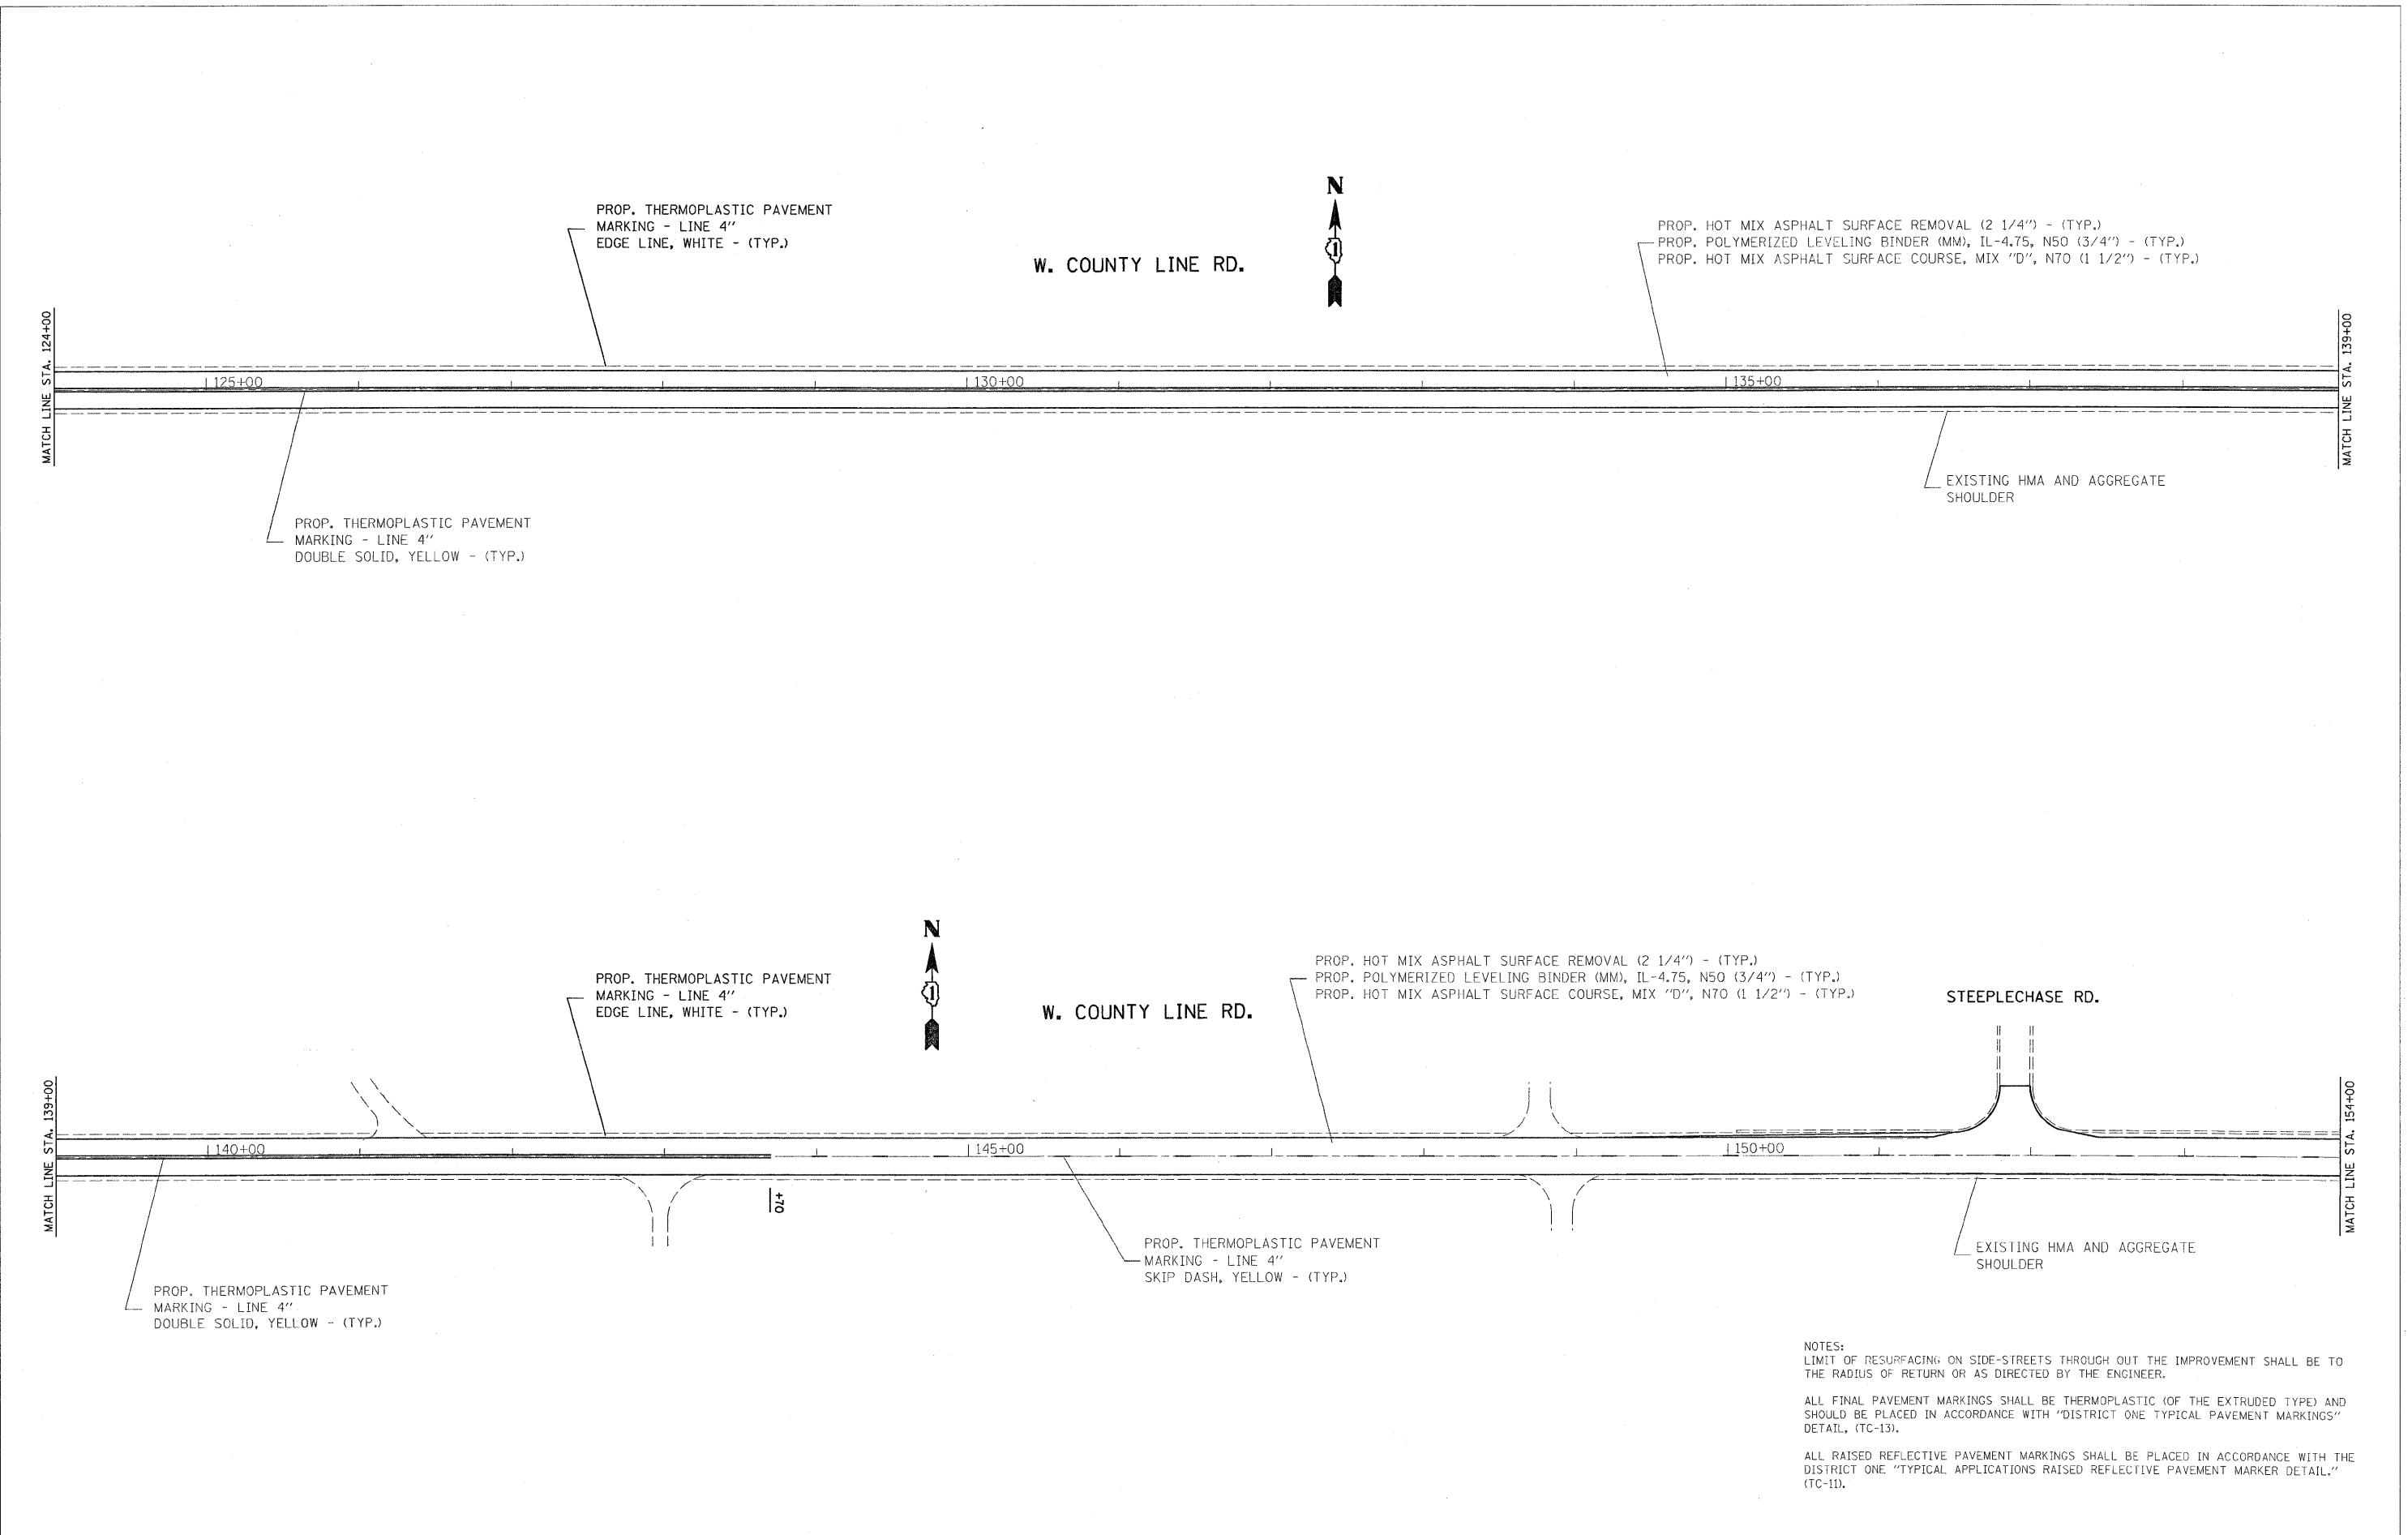 PROP. THERMOPLASTIC PAVEMENT
MARKING - LINE 4"
EDGE LINE, WHITE - (TYP.)
W. COUNTY LINE RD.
N
1
PROP. HOT MIX ASPHALT SURFACE REMOVAL (2 1/4") - (TYP.)
PROP. POLYMERIZED LEVELING BINDER (MM), IL-4.75, N50 (3/4") - (TYP.)
PROP. HOT MIX ASPHALT SURFACE COURSE, MIX "D", N70 (1 1/2") - (TYP.)
MATCH LINE STA. 124+00
125+00
130+00
135+00
MATCH LINE STA. 139+00
EXISTING HMA AND AGGREGATE
SHOULDER
PROP. THERMOPLASTIC PAVEMENT
MARKING - LINE 4"
DOUBLE SOLID, YELLOW - (TYP.)
PROP. THERMOPLASTIC PAVEMENT
MARKING - LINE 4"
EDGE LINE, WHITE - (TYP.)
N
1
W. COUNTY LINE RD.
PROP. HOT MIX ASPHALT SURFACE REMOVAL (2 1/4") - (TYP.)
PROP. POLYMERIZED LEVELING BINDER (MM), IL-4.75, N50 (3/4") - (TYP.)
PROP. HOT MIX ASPHALT SURFACE COURSE, MIX "D", N70 (1 1/2") - (TYP.)
STEEPLECHASE RD.
MATCH LINE STA. 139+00
140+00
145+00
150+00
MATCH LINE STA. 154+00
+70
PROP. THERMOPLASTIC PAVEMENT
MARKING - LINE 4"
SKIP DASH, YELLOW - (TYP.)
EXISTING HMA AND AGGREGATE
SHOULDER
PROP. THERMOPLASTIC PAVEMENT
MARKING - LINE 4"
DOUBLE SOLID, YELLOW - (TYP.)
NOTES:
LIMIT OF RESURFACING ON SIDE-STREETS THROUGH OUT THE IMPROVEMENT SHALL BE TO
THE RADIUS OF RETURN OR AS DIRECTED BY THE ENGINEER.
ALL FINAL PAVEMENT MARKINGS SHALL BE THERMOPLASTIC (OF THE EXTRUDED TYPE) AND
SHOULD BE PLACED IN ACCORDANCE WITH "DISTRICT ONE TYPICAL PAVEMENT MARKINGS"
DETAIL, (TC-13).
ALL RAISED REFLECTIVE PAVEMENT MARKINGS SHALL BE PLACED IN ACCORDANCE WITH THE
DISTRICT ONE "TYPICAL APPLICATIONS RAISED REFLECTIVE PAVEMENT MARKER DETAIL."
(TC-11).